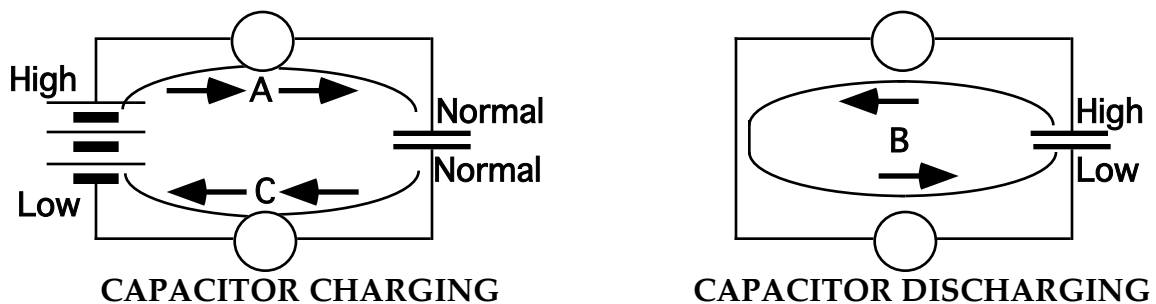 High
A
Normal
Normal
C
Low
CAPACITOR CHARGING
High
B
Low
CAPACITOR DISCHARGING